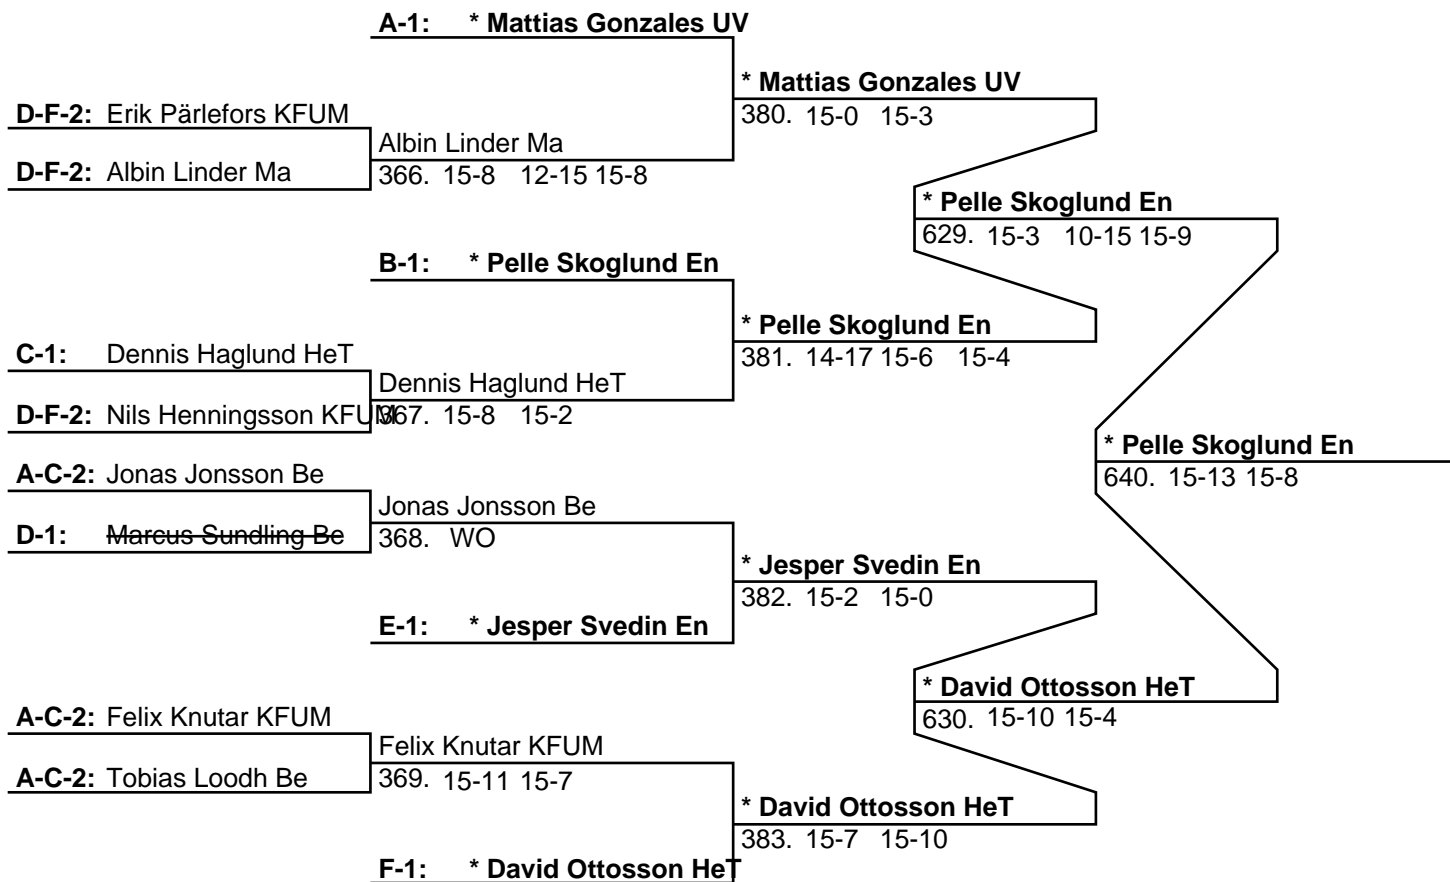 A-1: * Mattias Gonzales UV
* Mattias Gonzales UV
380. 15-0 15-3
D-F-2: Erik Pärlefors KFUM
Albin Linder Ma
D-F-2: Albin Linder Ma
366. 15-8 12-15 15-8
* Pelle Skoglund En
629. 15-3 10-15 15-9
B-1: * Pelle Skoglund En
* Pelle Skoglund En
381. 14-17 15-6 15-4
C-1: Dennis Haglund HeT
Dennis Haglund HeT
D-F-2: Nils Henningsson KFUM
367. 15-8 15-2
* Pelle Skoglund En
640. 15-13 15-8
A-C-2: Jonas Jonsson Be
Jonas Jonsson Be
D-1: Marcus Sundling Be
368. WO
* Jesper Svedin En
382. 15-2 15-0
E-1: * Jesper Svedin En
* David Ottosson HeT
630. 15-10 15-4
A-C-2: Felix Knutar KFUM
Felix Knutar KFUM
A-C-2: Tobias Loodh Be
369. 15-11 15-7
* David Ottosson HeT
383. 15-7 15-10
F-1: * David Ottosson HeT